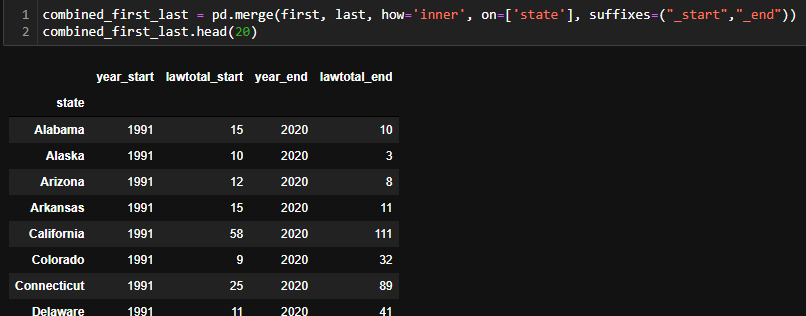 1 combined_first_last = pd.merge(first, last, how='inner', on=['state'], suffixes=("_start","_end"))
2 combined_first_last.head(20)
year_start lawtotal_start year_end lawtotal_end
state
Alabama 1991 15 2020 10
Alaska 1991 10 2020 3
Arizona 1991 12 2020 8
Arkansas 1991 15 2020 11
California 1991 58 2020 111
Colorado 1991 9 2020 32
Connecticut 1991 25 2020 89
Delaware 1991 11 2020 41